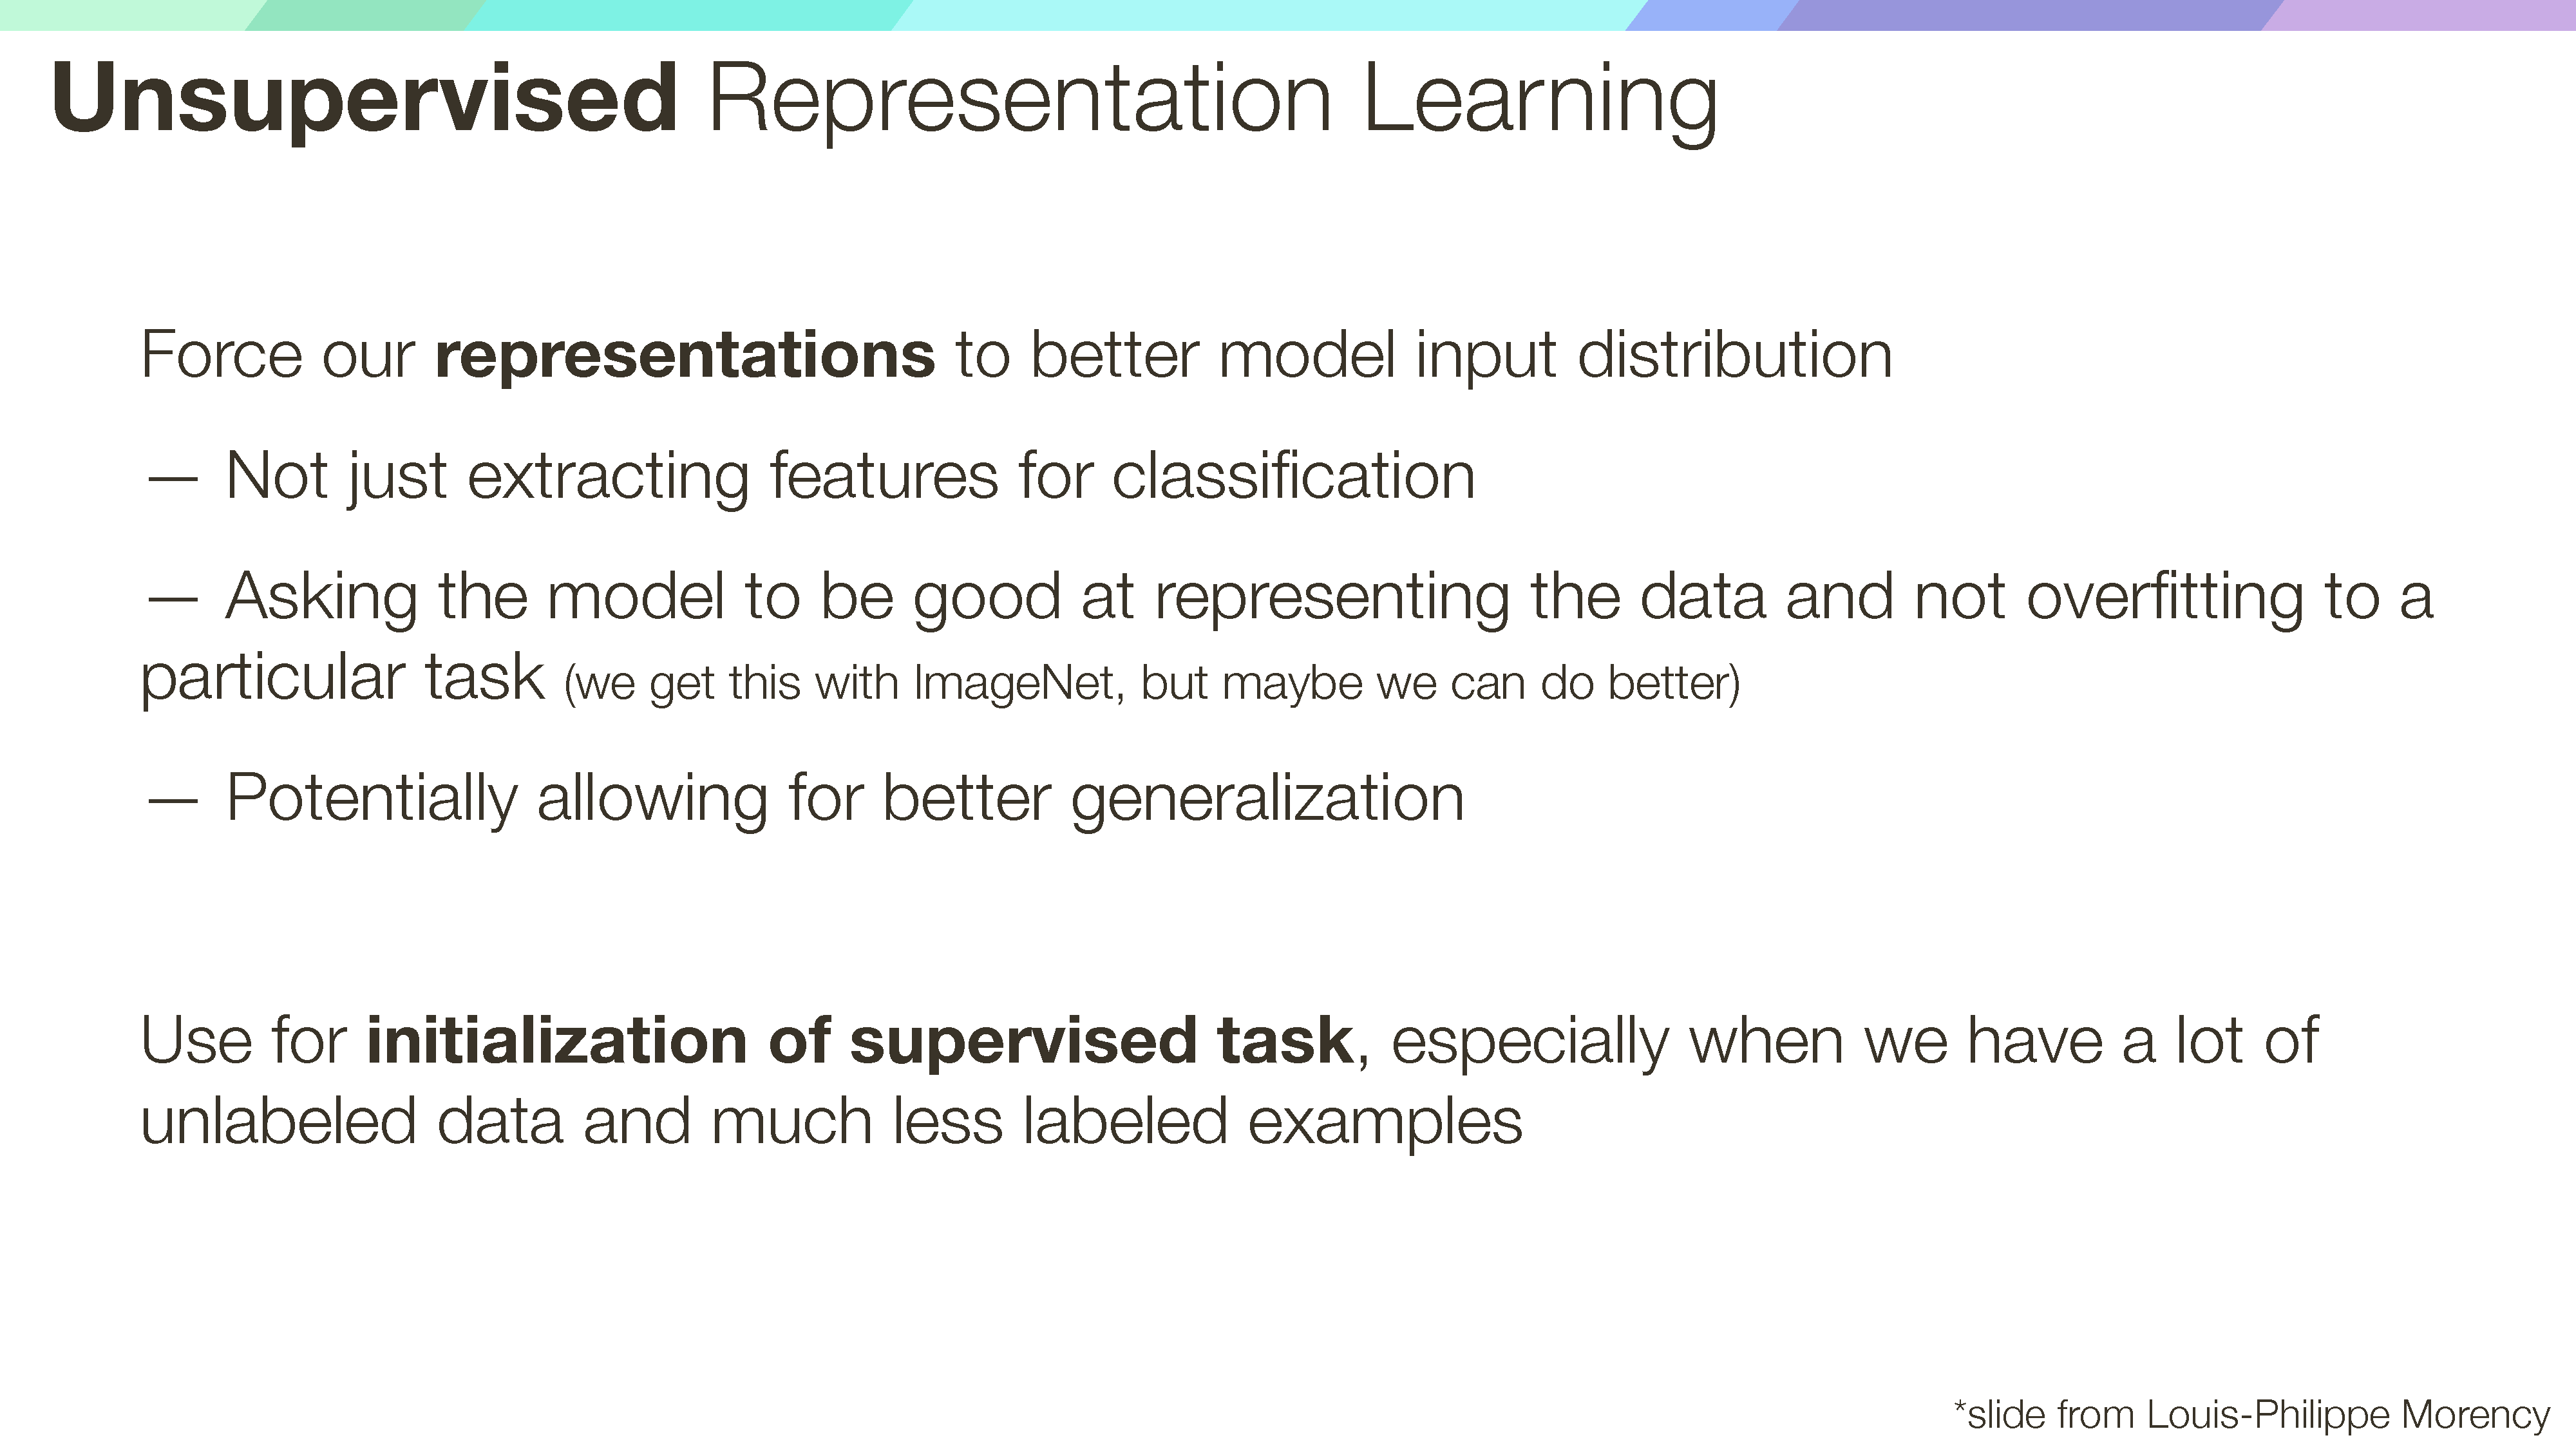 Unsupervised Representation Learning
Force our representations to better model input distribution
— Not just extracting features for classification
— Asking the model to be good at representing the data and not overfitting to a
particular task (we get this with ImageNet, but maybe we can do better)
— Potentially allowing for better generalization
Use for initialization of supervised task, especially when we have a lot of
unlabeled data and much less labeled examples
*slide from Louis-Philippe Morency